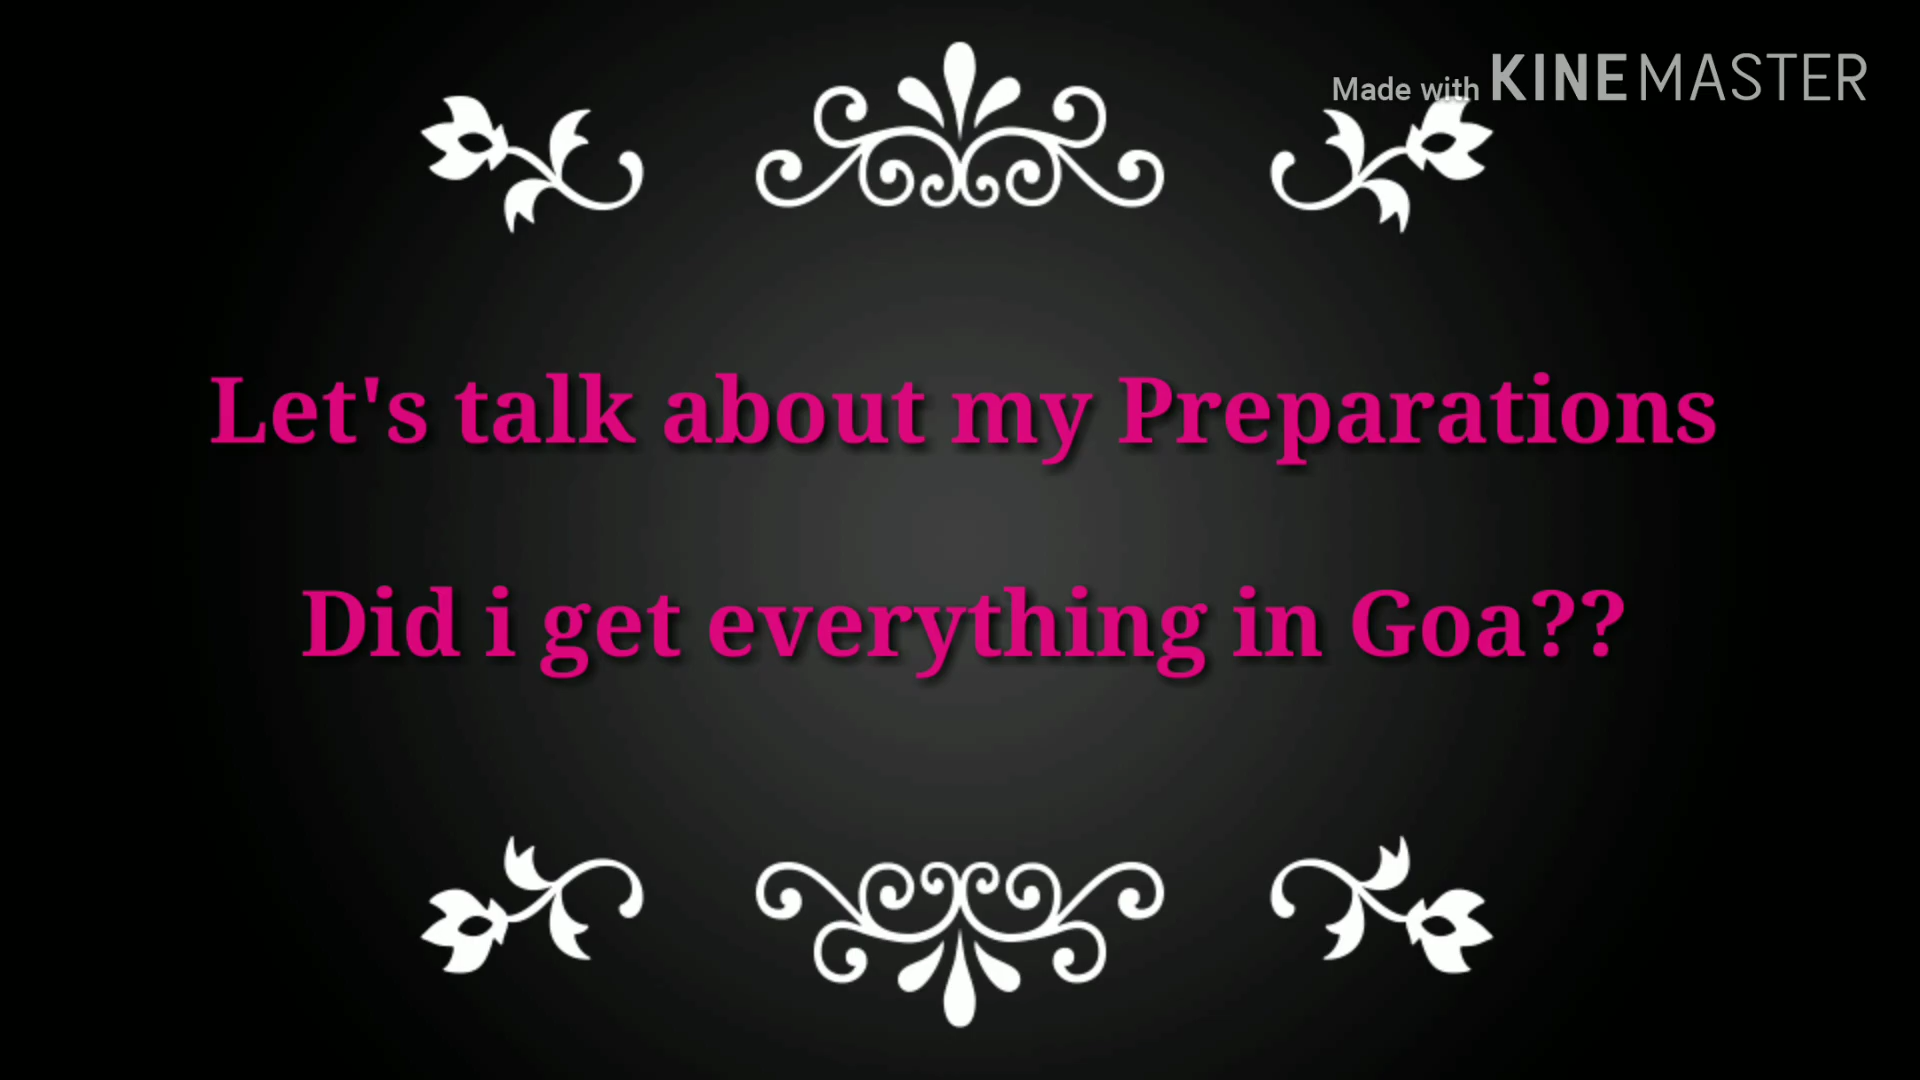 Made with KINEMASTER
Let's talk about my Preparations
Did i get everything in Goa??